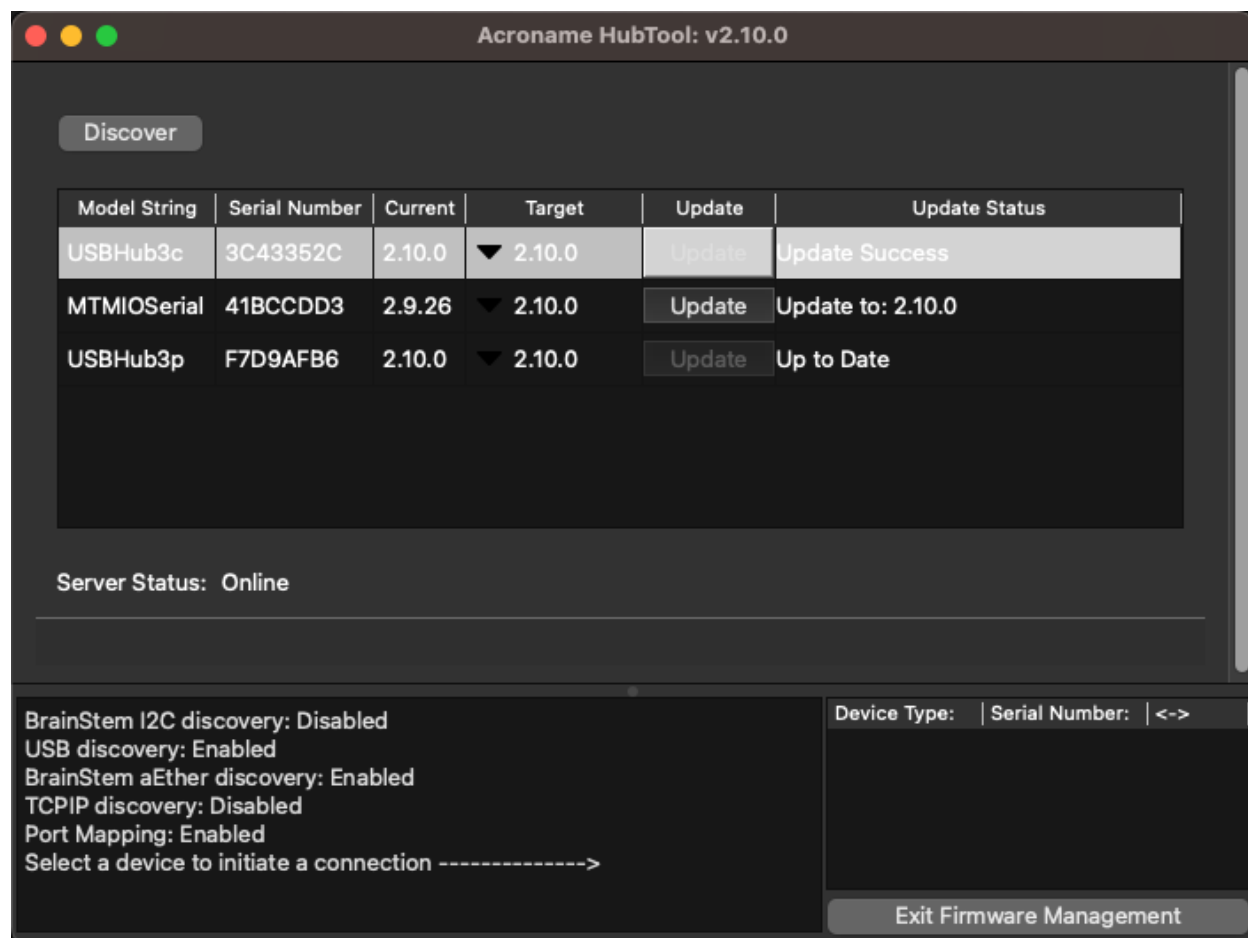 Acroname HubTool: v2.10.0
Discover
Model String Serial Number Current Target Update Update Status
USBHub3c 3C43352C 2.10.0 2.10.0 Update Update Success
MTMIOSerial 41BCCDD3 2.9.26 2.10.0 Update Update to: 2.10.0
USBHub3p F7D9AFB6 2.10.0 2.10.0 Update Up to Date
Server Status: Online
BrainStem I2C discovery: Disabled
USB discovery: Enabled
BrainStem aEther discovery: Enabled
TCPIP discovery: Disabled
Port Mapping: Enabled
Select a device to initiate a connection -------------->
Device Type: Serial Number: <->
Exit Firmware Management